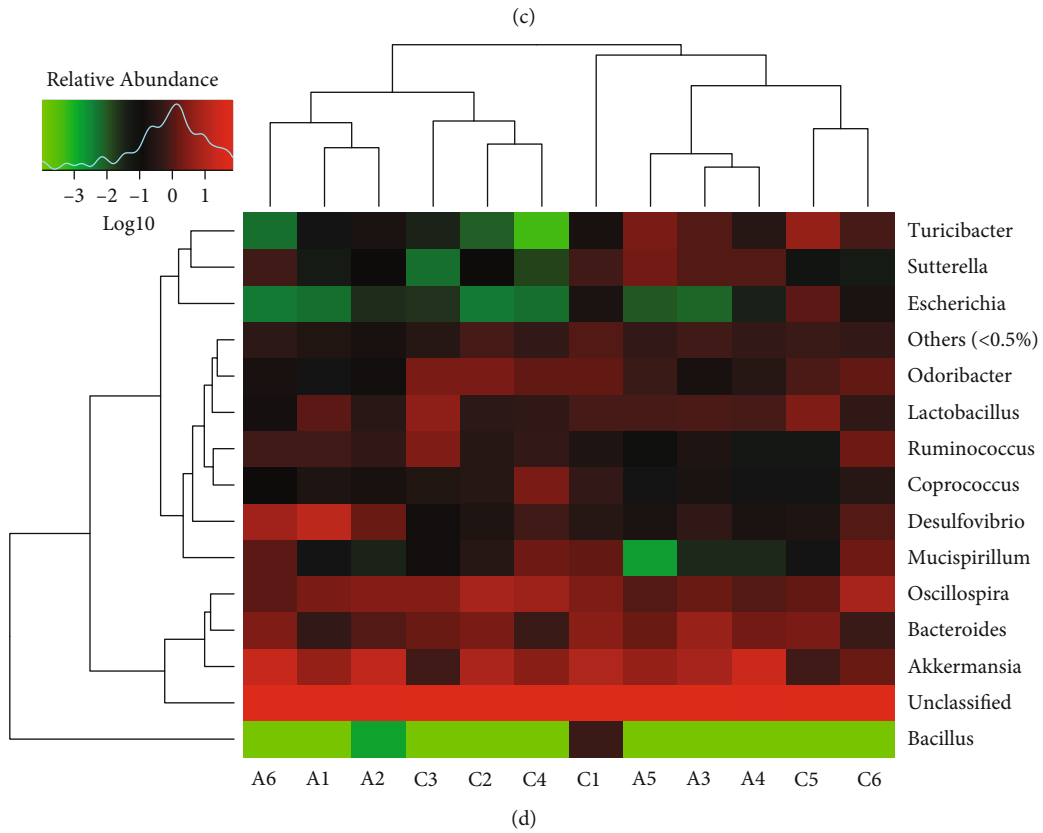 (c)
Relative Abundance
−3 −2 −1 0 1
Log10
Turicibacter
Sutterella
Escherichia
Others (<0.5%)
Odoribacter
Lactobacillus
Ruminococcus
Coprococcus
Desulfovibrio
Mucispirillum
Oscillospira
Bacteroides
Akkermansia
Unclassified
Bacillus
A6 A1 A2 C3 C2 C4 C1 A5 A3 A4 C5 C6
(d)